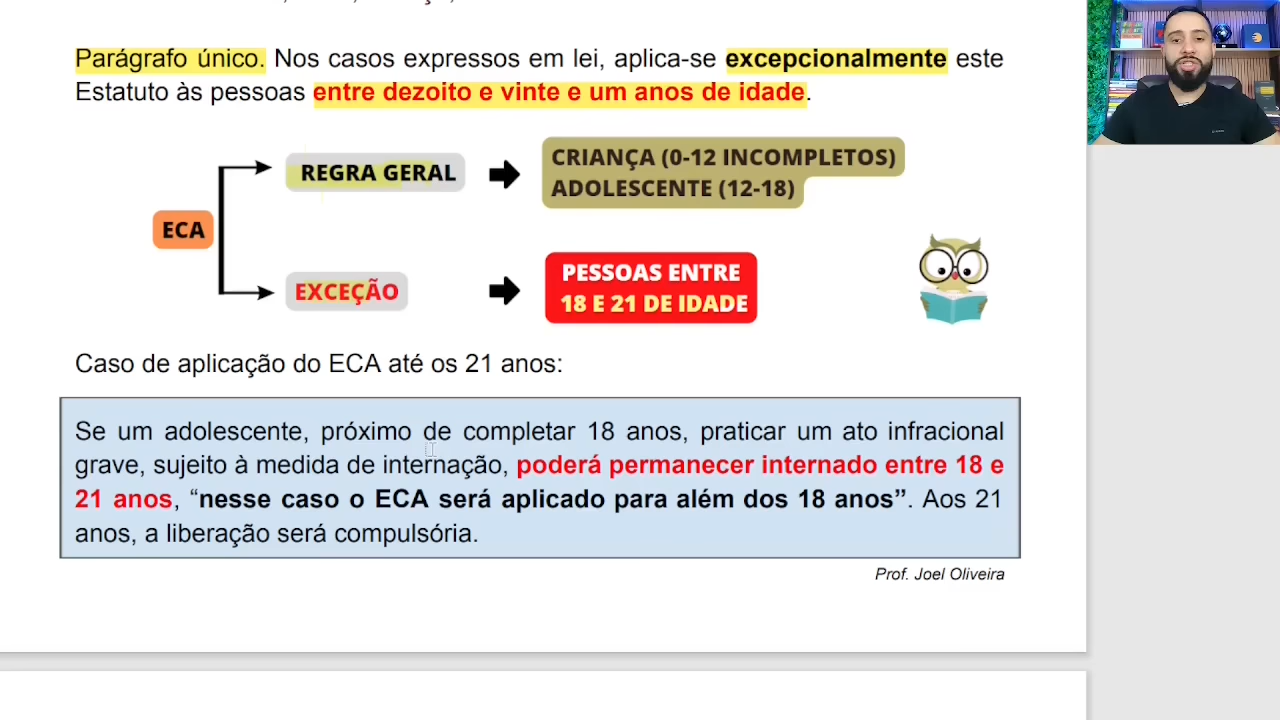 Parágrafo único. Nos casos expressos em lei, aplica-se excepcionalmente este
Estatuto às pessoas entre dezoito e vinte e um anos de idade.
REGRA GERAL
CRIANÇA (0-12 INCOMPLETOS)
ADOLESCENTE (12-18)
ECA
EXCEÇÃO
PESSOAS ENTRE
18 E 21 DE IDADE
Caso de aplicação do ECA até os 21 anos:
Se um adolescente, próximo de completar 18 anos, praticar um ato infracional
grave, sujeito à medida de internação, poderá permanecer internado entre 18 e
21 anos, “nesse caso o ECA será aplicado para além dos 18 anos”. Aos 21
anos, a liberação será compulsória.
Prof. Joel Oliveira